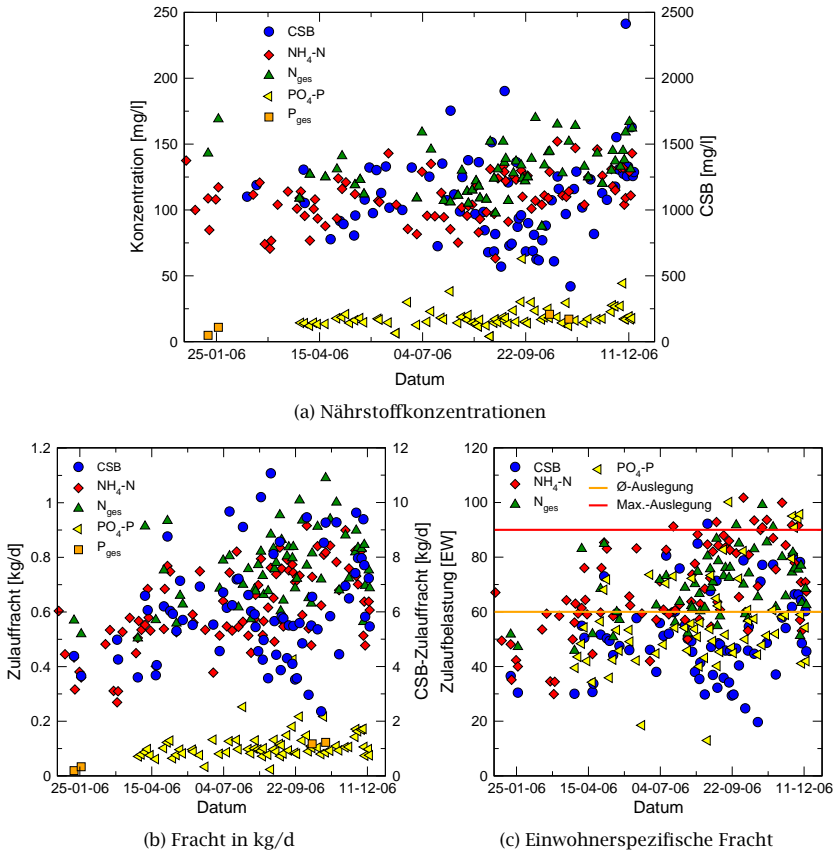 CSB
NH4-N
Nges
PO4-P
Pges
Konzentration [mg/l]
250
200
150
100
50
0
CSB [mg/l]
2500
2000
1500
1000
500
0
25-01-06 15-04-06 04-07-06 22-09-06 11-12-06
Datum
(a) Nährstoffkonzentrationen
CSB
NH4-N
Nges
PO4-P
Pges
Zulauffracht [kg/d]
1.2
1
0.8
0.6
0.4
0.2
0
CSB-Zulauffracht [kg/d]
12
10
8
6
4
2
0
25-01-06 15-04-06 04-07-06 11-12-06
Datum
(b) Fracht in kg/d
CSB
NH4-N
Nges
PO4-P
Ø-Auslegung
Max.-Auslegung
Zulaufbelastung [EW]
120
100
80
60
40
20
0
25-01-06 15-04-06 22-09-06 11-12-06
Datum
(c) Einwohnerspezifische Fracht